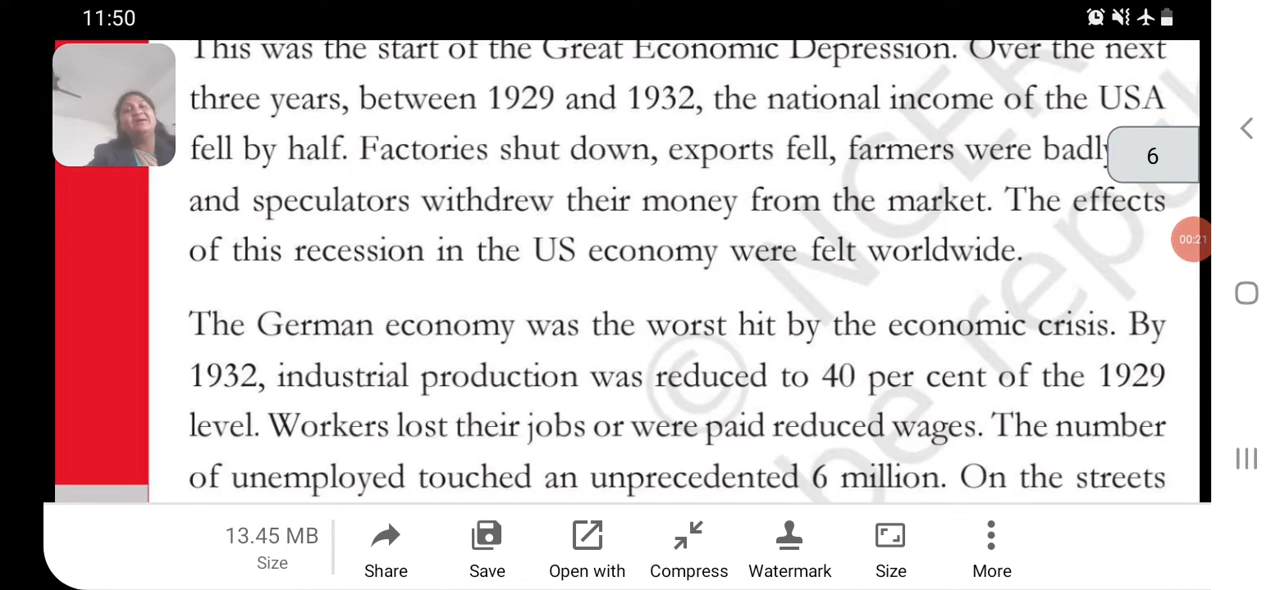 11:50
This was the start of the Great Economic Depression. Over the next
three years, between 1929 and 1932, the national income of the USA
fell by half. Factories shut down, exports fell, farmers were badly
6
and speculators withdrew their money from the market. The effects
00:21
of this recession in the US economy were felt worldwide.
The German economy was the worst hit by the economic crisis. By
1932, industrial production was reduced to 40 per cent of the 1929
level. Workers lost their jobs or were paid reduced wages. The number
of unemployed touched an unprecedented 6 million. On the streets
© NCER
be repu
13.45 MB
Size
Share Save Open with Compress Watermark Size More